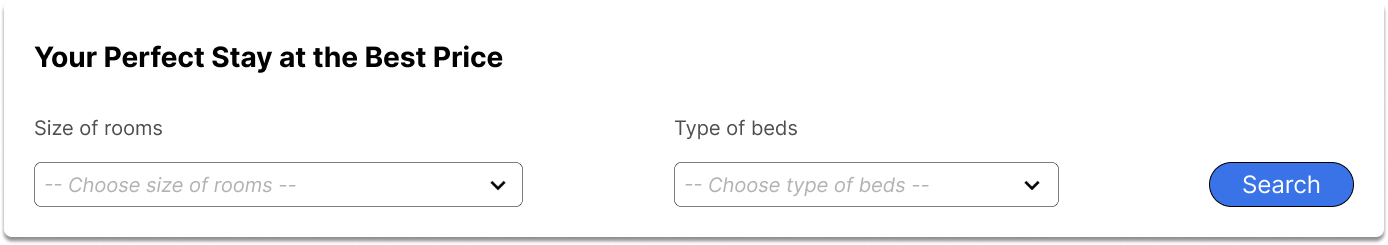 Your Perfect Stay at the Best Price
Size of rooms
Type of beds
-- Choose size of rooms --
-- Choose type of beds --
Search